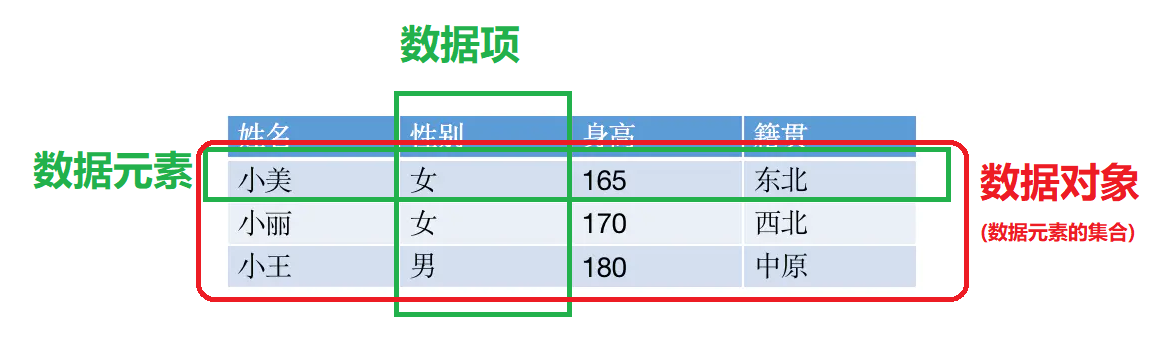 数据项
姓名 性别 身高 籍贯
数据元素
小美 女 165 东北
数据对象
(数据元素的集合)
小丽 女 170 西北
小王 男 180 中原